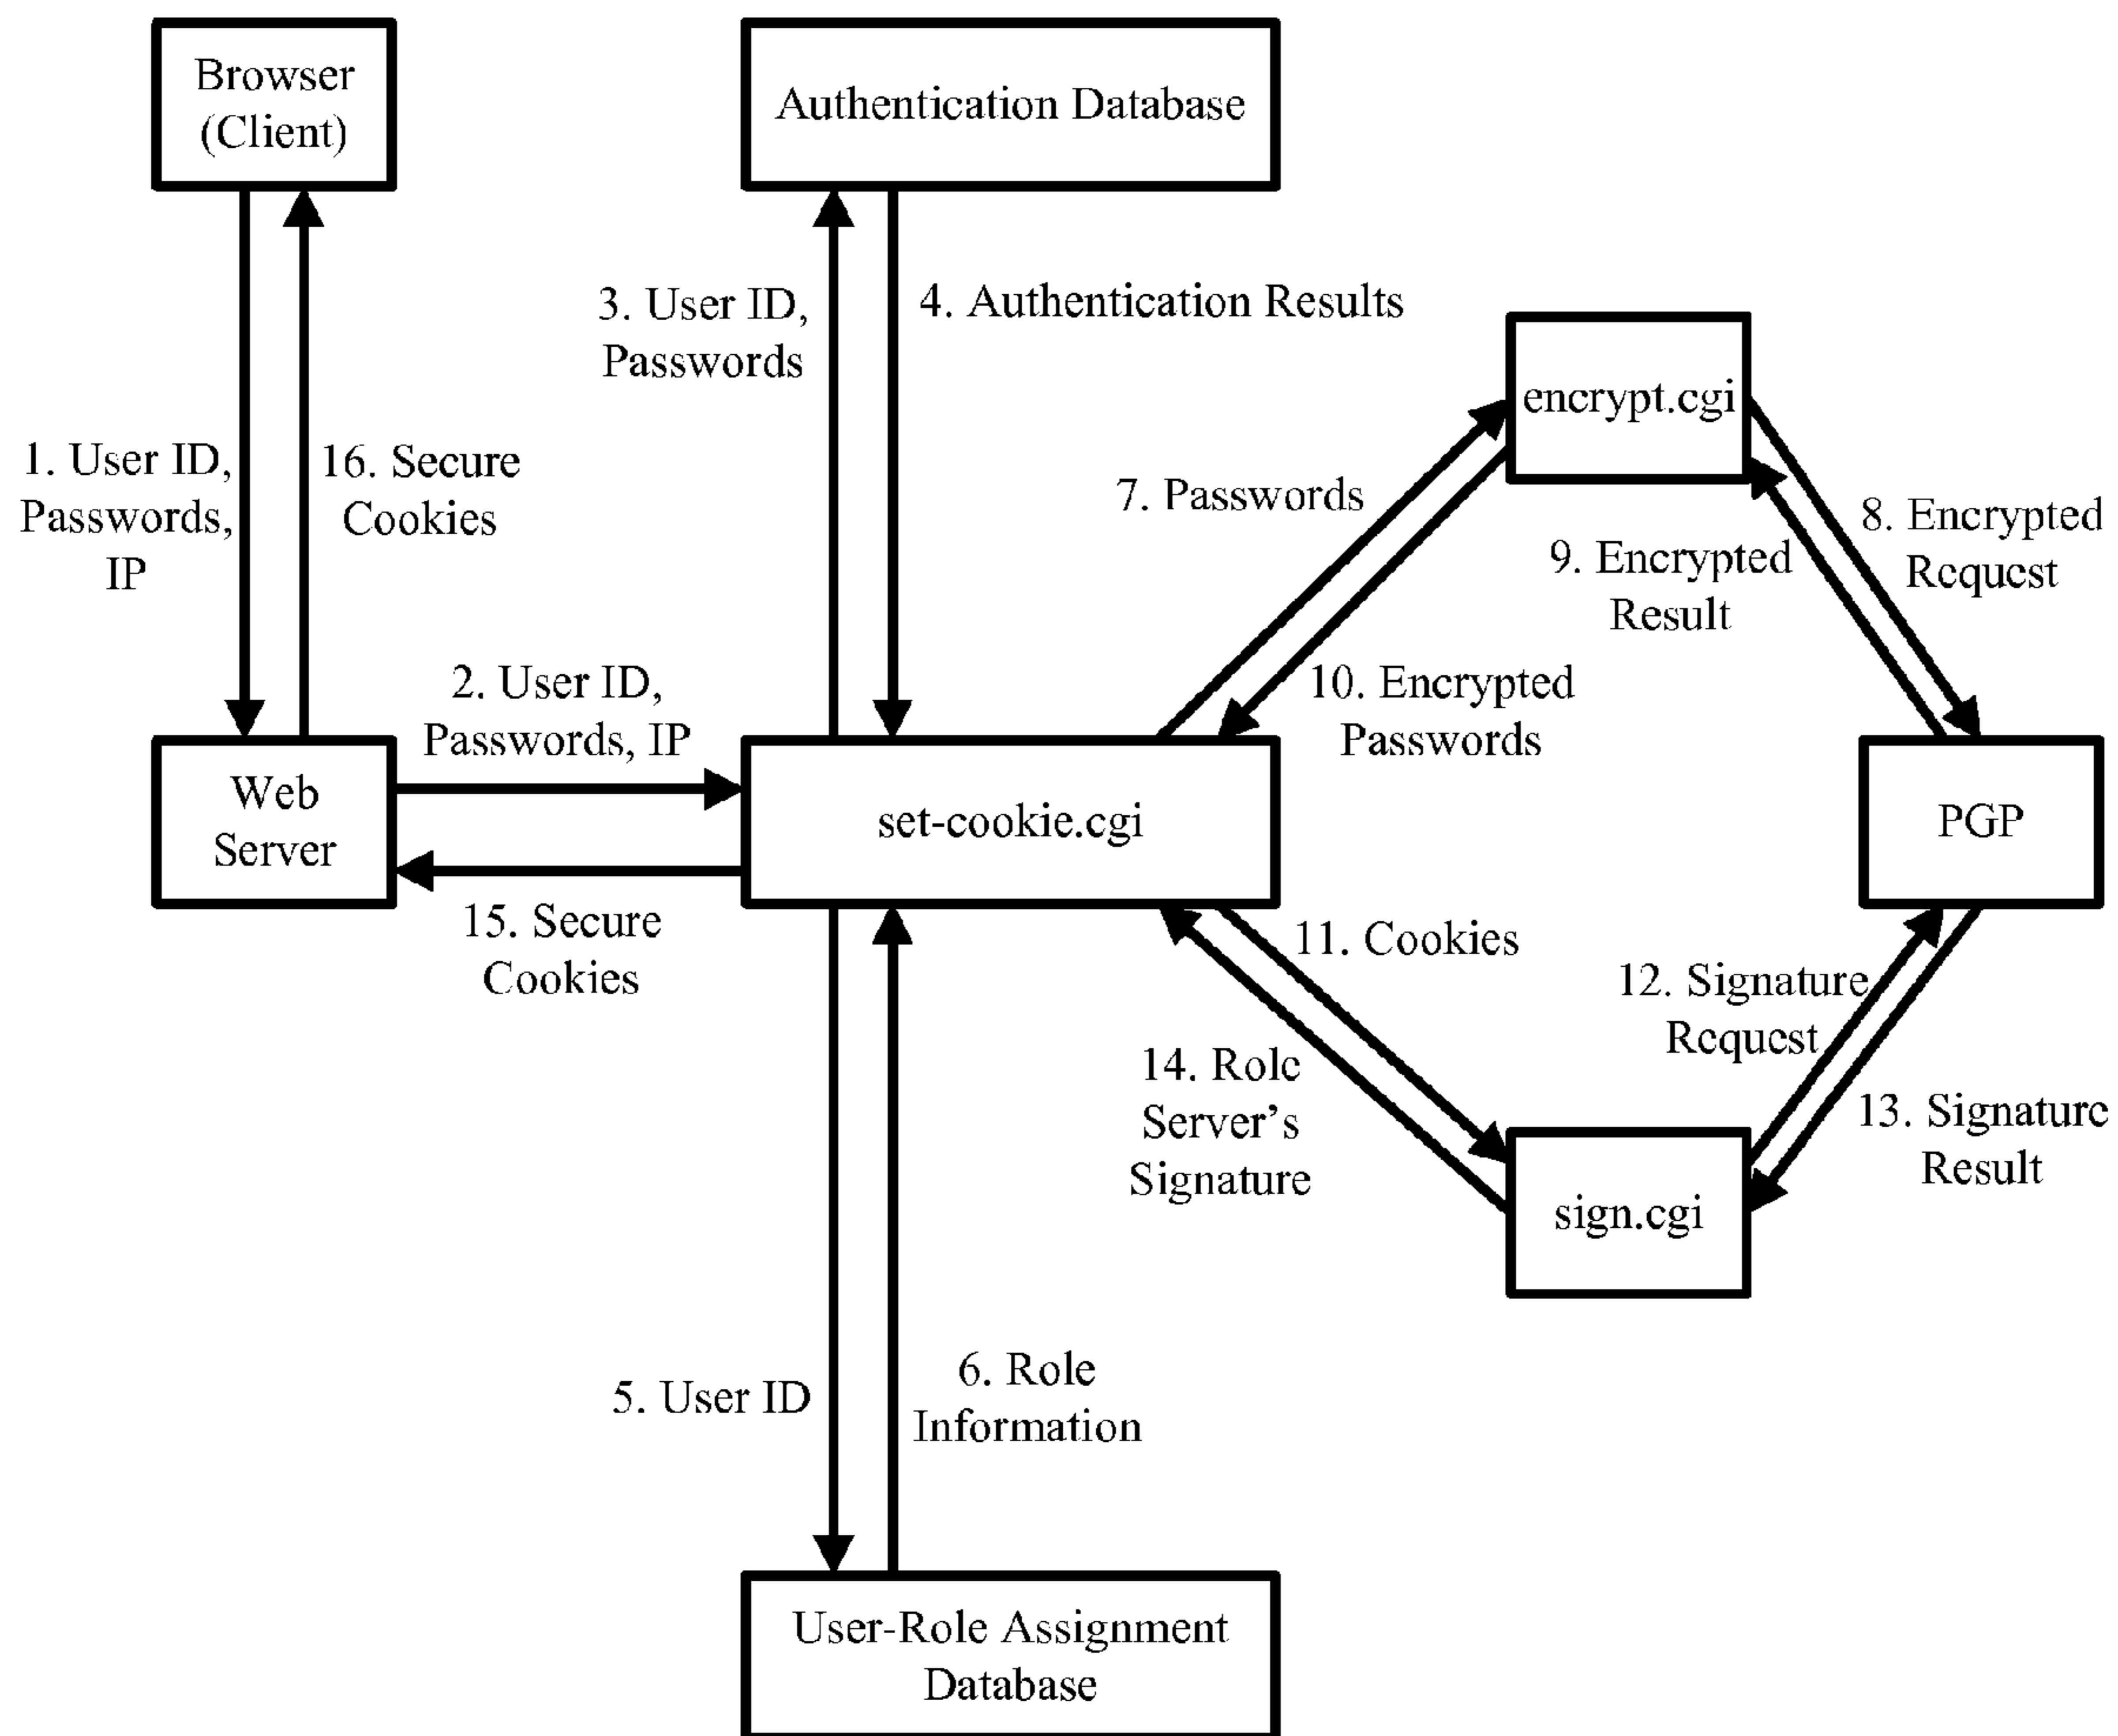 Browser
(Client)
Authentication Database
3. User ID,
Passwords
4. Authentication Results
encrypt.cgi
1. User ID,
Passwords,
IP
16. Secure
Cookies
7. Passwords
8. Encrypted
Request
9. Encrypted
Result
2. User ID,
Passwords, IP
10. Encrypted
Passwords
Web
Server
set-cookie.cgi
PGP
15. Secure
Cookies
11. Cookies
12. Signature
Request
14. Role
Server's
Signature
13. Signature
Result
sign.cgi
5. User ID
6. Role
Information
User-Role Assignment
Database